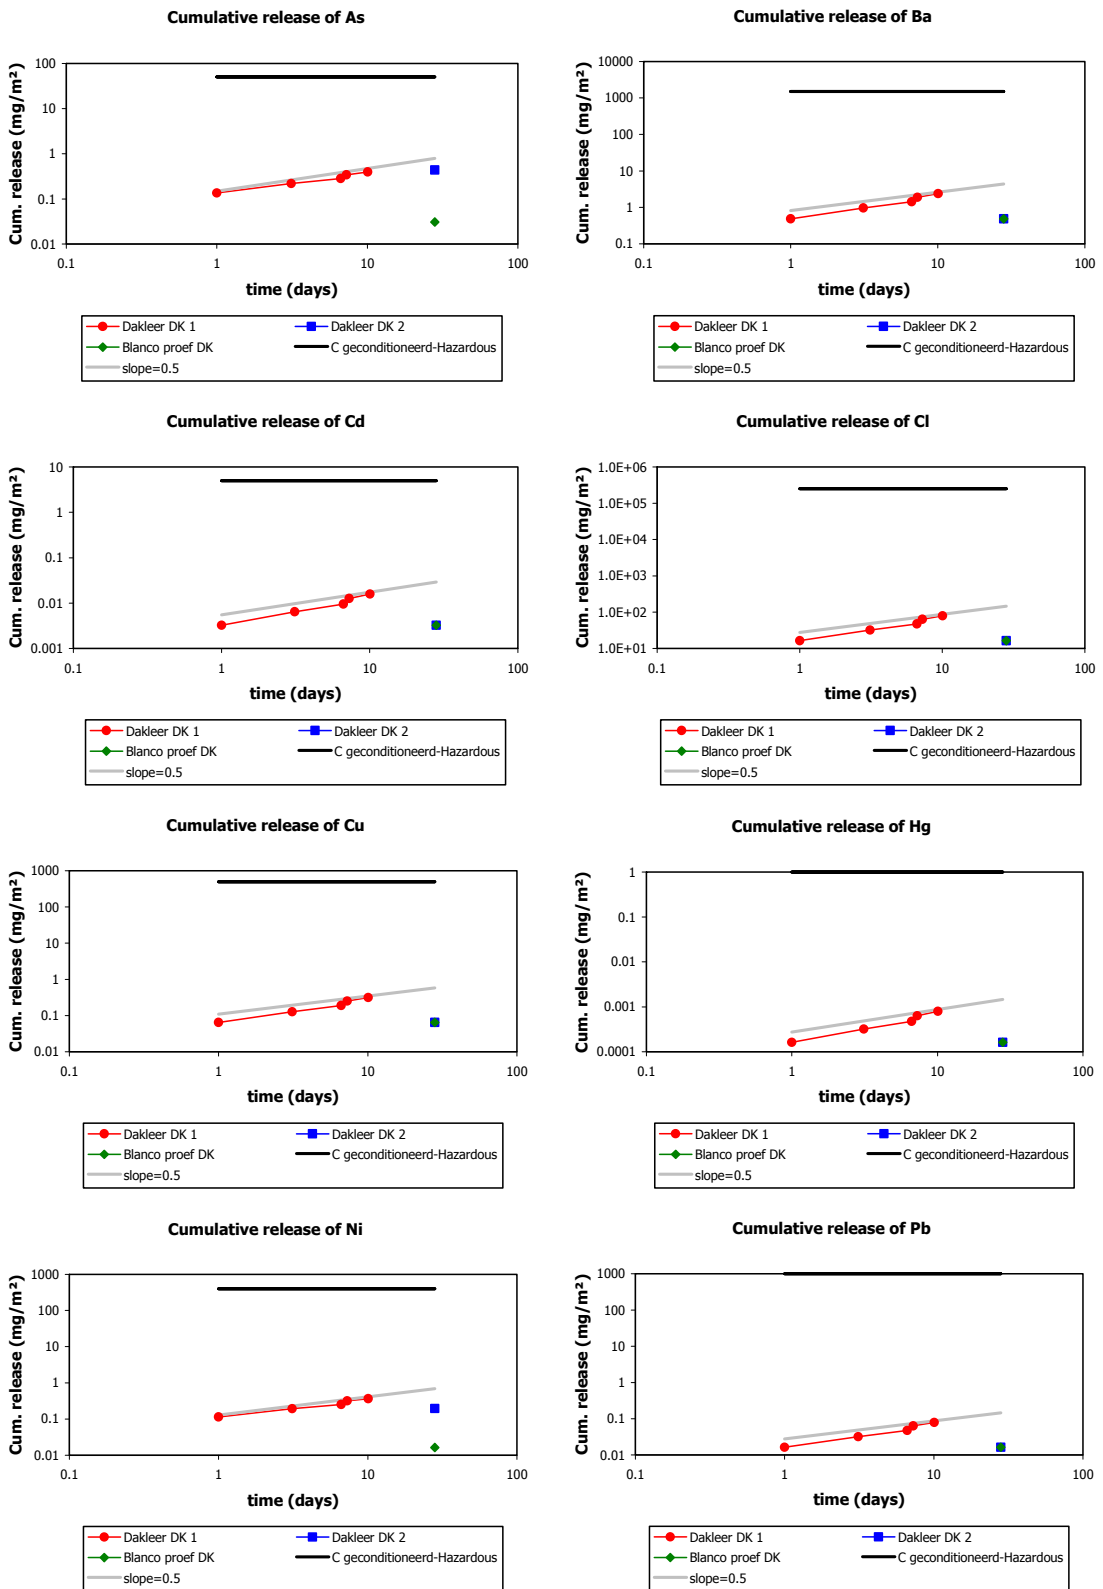 Cumulative release of As
Cum. release (mg/m²)
100
10
1
0.1
0.01
0.1 1 10 100
time (days)
Dakleer DK 1 Dakleer DK 2
Blanco proef DK C geconditioneerd-Hazardous
slope=0.5
Cumulative release of Ba
Cum. release (mg/m²)
10000
1000
100
10
1
0.1
0.1 1 10 100
time (days)
Dakleer DK 1 Dakleer DK 2
Blanco proef DK C geconditioneerd-Hazardous
slope=0.5
Cumulative release of Cd
Cum. release (mg/m²)
10
1
0.1
0.01
0.001
0.1 1 10 100
time (days)
Dakleer DK 1 Dakleer DK 2
Blanco proef DK C geconditioneerd-Hazardous
slope=0.5
Cumulative release of Cl
Cum. release (mg/m²)
1.0E+06
1.0E+05
1.0E+04
1.0E+03
1.0E+02
1.0E+01
0.1 1 10 100
time (days)
Dakleer DK 1 Dakleer DK 2
Blanco proef DK C geconditioneerd-Hazardous
slope=0.5
Cumulative release of Cu
Cum. release (mg/m²)
1000
100
10
1
0.1
0.01
0.1 1 10 100
time (days)
Dakleer DK 1 Dakleer DK 2
Blanco proef DK C geconditioneerd-Hazardous
slope=0.5
Cumulative release of Hg
Cum. release (mg/m²)
1
0.1
0.01
0.001
0.0001
0.1 1 10 100
time (days)
Dakleer DK 1 Dakleer DK 2
Blanco proef DK C geconditioneerd-Hazardous
slope=0.5
Cumulative release of Ni
Cum. release (mg/m²)
1000
100
10
1
0.1
0.01
0.1 1 10 100
time (days)
Dakleer DK 1 Dakleer DK 2
Blanco proef DK C geconditioneerd-Hazardous
slope=0.5
Cumulative release of Pb
Cum. release (mg/m²)
1000
100
10
1
0.1
0.01
0.1 1 10 100
time (days)
Dakleer DK 1 Dakleer DK 2
Blanco proef DK C geconditioneerd-Hazardous
slope=0.5